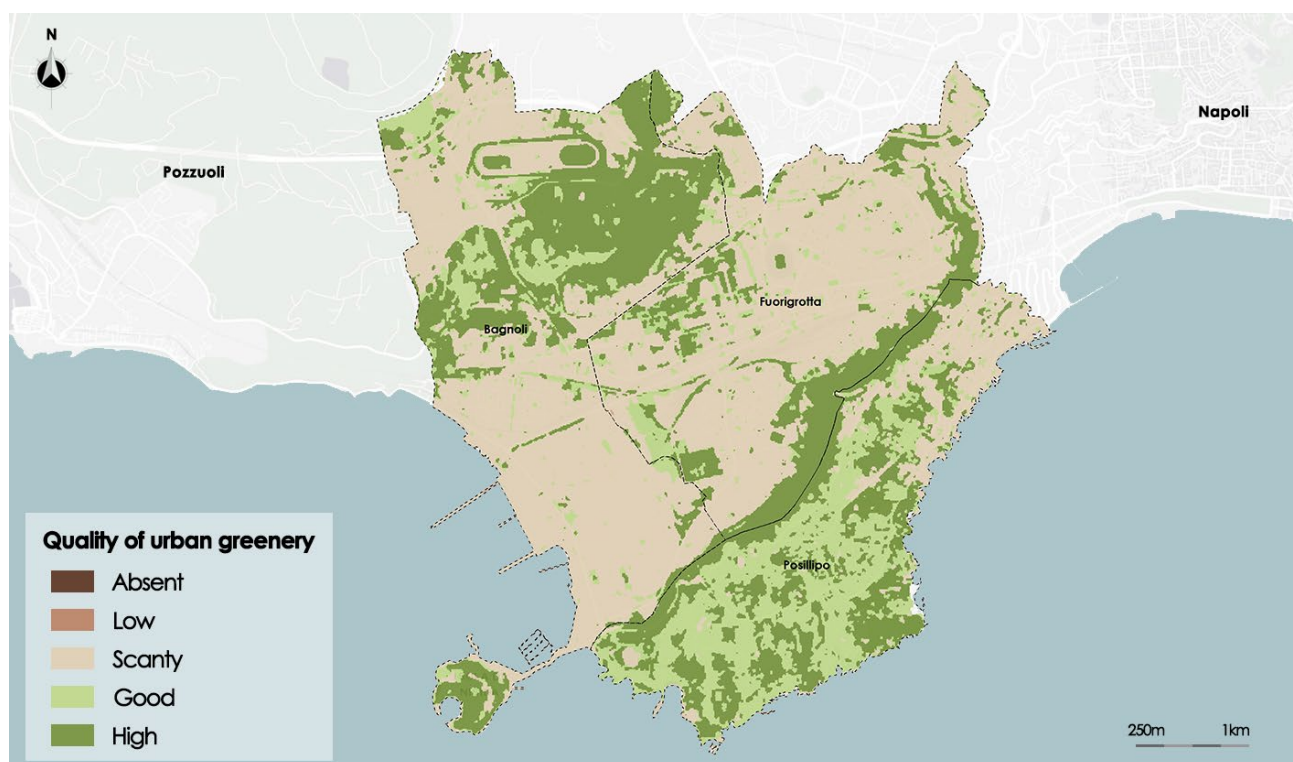 N
Napoli
Pozzuoli
Fuorigrotta
Bagnoli
Posillipo
Quality of urban greenery
Absent
Low
Scanty
Good
High
250m 1km